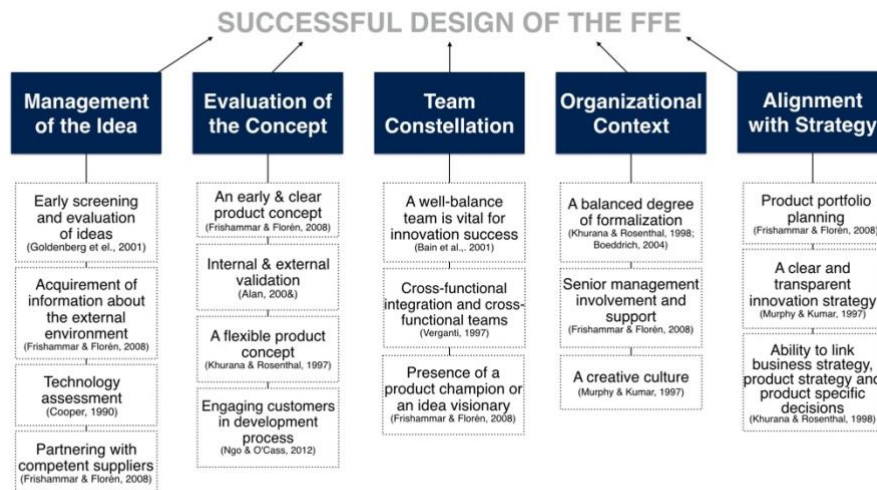 SUCCESSFUL DESIGN OF THE FFE
Management
of the Idea
Early screening
and evaluation
of ideas
(Goldenberg et el., 2001)
Acquirement of
information about
the external
environment
(Frishammar & Florén, 2008)
Technology
assessment
(Cooper, 1990)
Partnering with
competent suppliers
(Frishammar & Florén, 2008)
Evaluation of
the Concept
An early & clear
product concept
(Frishammar & Florén, 2008)
Internal & external
validation
(Alan, 200&)
A flexible product
concept
(Khurana & Rosenthal, 1997)
Engaging customers
in development
process
(Ngo & O'Cass, 2012)
Team
Constellation
A well-balance
team is vital for
innovation success
(Bain et al,. 2001)
Cross-functional
integration and cross-
functional teams
(Verganti, 1997)
Presence of a
product champion or
an idea visionary
(Frishammar & Florén, 2008)
Organizational
Context
A balanced degree
of formalization
(Khurana & Rosenthal, 1998;
Boeddrich, 2004)
Senior management
involvement and
support
(Frishammar & Florén, 2008)
A creative culture
(Murphy & Kumar, 1997)
Alignment
with Strategy
Product portfolio
planning
(Frishammar & Florén, 2008)
A clear and
transparent
innovation strategy
(Murphy & Kumar, 1997)
Ability to link
business strategy,
product strategy and
product specific
decisions
(Khurana & Rosenthal, 1998)